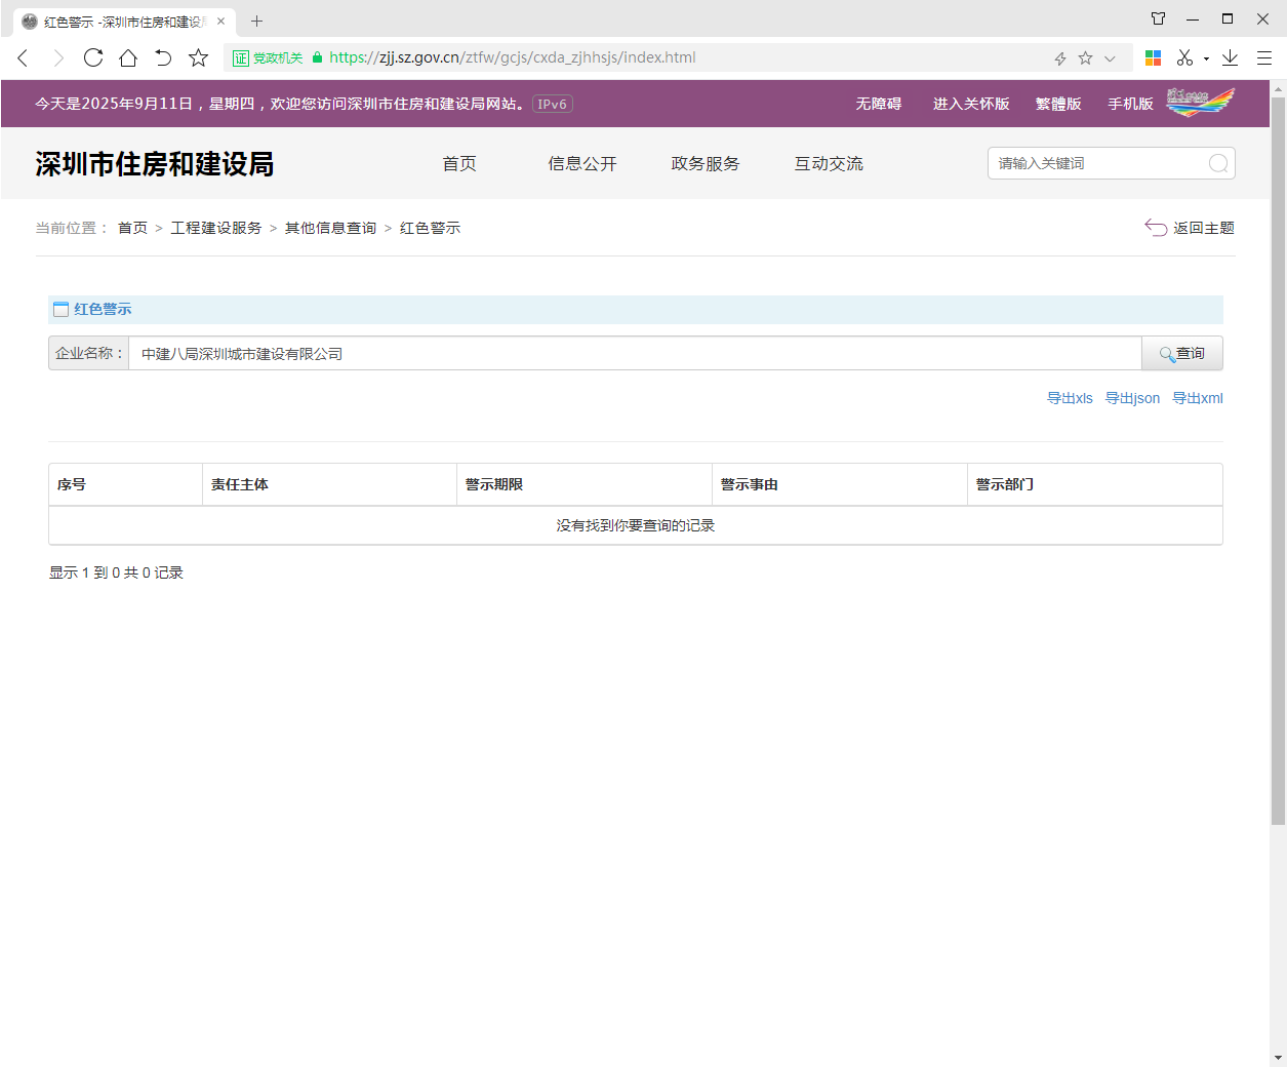 红色警示 -深圳市住房和建设
证 党政机关 https://zjj.sz.gov.cn/ztfw/gcjs/cxda_zjhhsjs/index.html
今天是2025年9月11日，星期四，欢迎您访问深圳市住房和建设局网站。 IPv6 无障碍 进入关怀版 繁體版 手机版
深圳市住房和建设局 首页 信息公开 政务服务 互动交流 请输入关键词
当前位置： 首页 > 工程建设服务 > 其他信息查询 > 红色警示 返回主题
红色警示
企业名称： 中建八局深圳城市建设有限公司 查询
导出xls 导出json 导出xml
序号 责任主体 警示期限 警示事由 警示部门
没有找到你要查询的记录
显示 1 到 0 共 0 记录